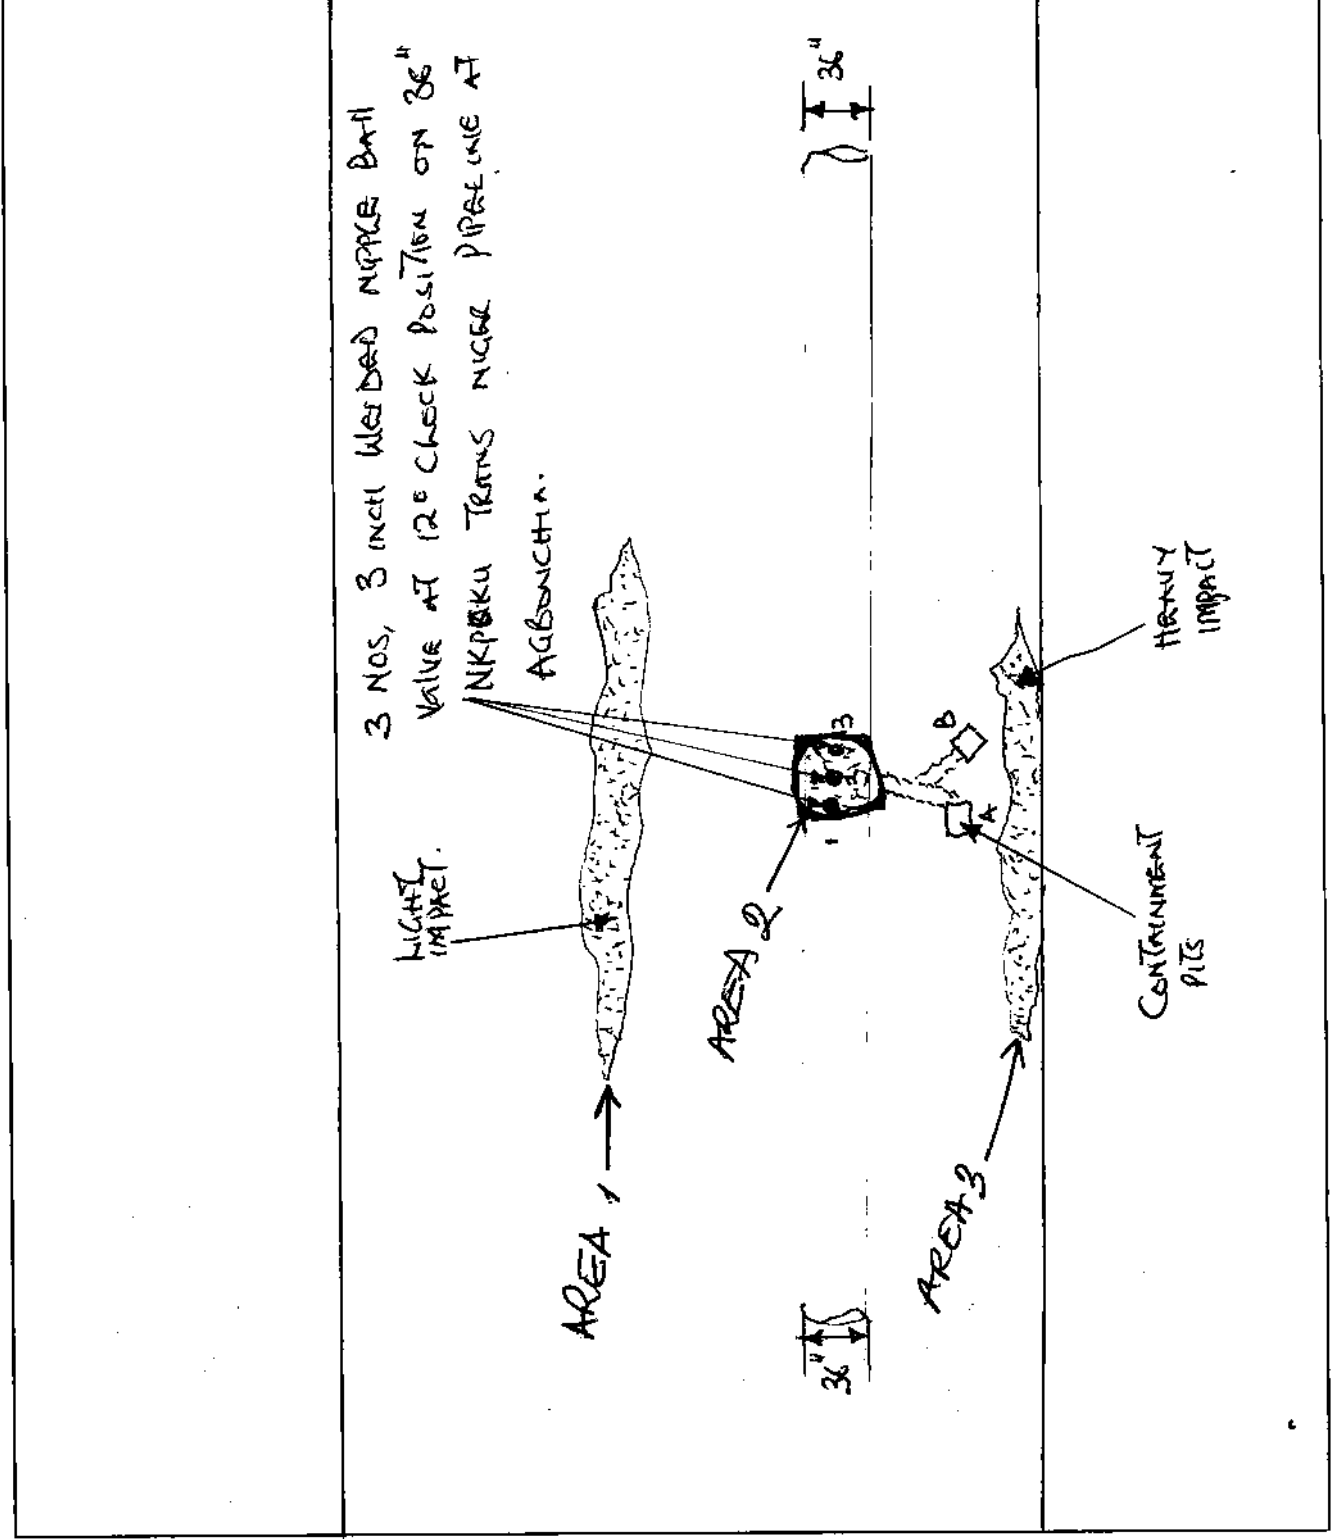 3 NOS, 3 INCH WELDED NIPPLE BALL
VALVE AT 12O CLOCK POSITION ON 36"
NKPOKU TRANS NIGER PIPELINE AT
AGBONCHIA.
LIGHT
IMPACT.
AREA 1
AREA 2
1
2
3
36"
36"
A
B
AREA 3
CONTAINMENT
PITS
HEAVY
IMPACT